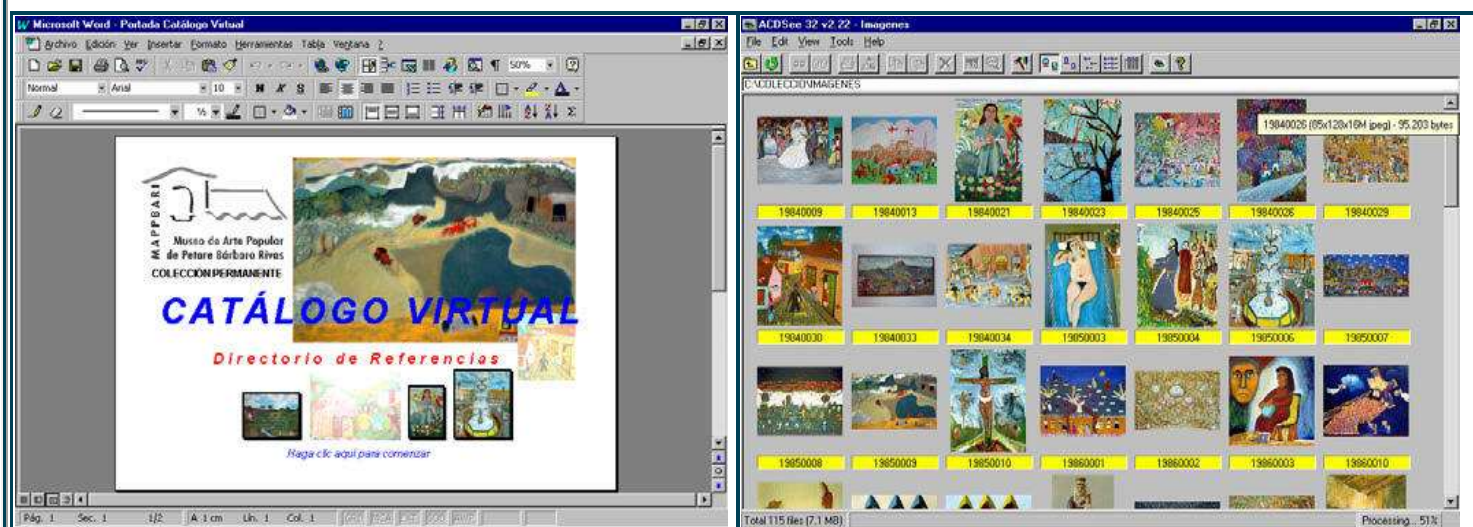 Microsoft Word - Portada Catálogo Virtual
Archivo Edición Ver Insertar Formato Herramientas Tabla Ventana ?
50%
Normal Arial 10 N K S
½
MAPPBARI
Museo de Arte Popular
de Petare Bárbaro Rivas
COLECCIÓN PERMANENTE
CATÁLOGO VIRTUAL
Directorio de Referencias
Haga clic aquí para comenzar
Pág. 1 Sec. 1 1/2 A 1 cm Lín. 1 Col. 1
ACDSee 32 v2.22 - Imagenes
File Edit View Tools Help
C:\COLECCIO\IMAGENES
19840026 (85x128x16M jpeg) - 95.203 bytes
19840009 19840013 19840021 19840023 19840025 19840026 19840029
19840030 19840033 19840034 19850003 19850004 19850006 19850007
19850008 19850009 19850010 19860001 19860002 19860003 19860010
Total 115 files (7.1 MB) Processing... 51%